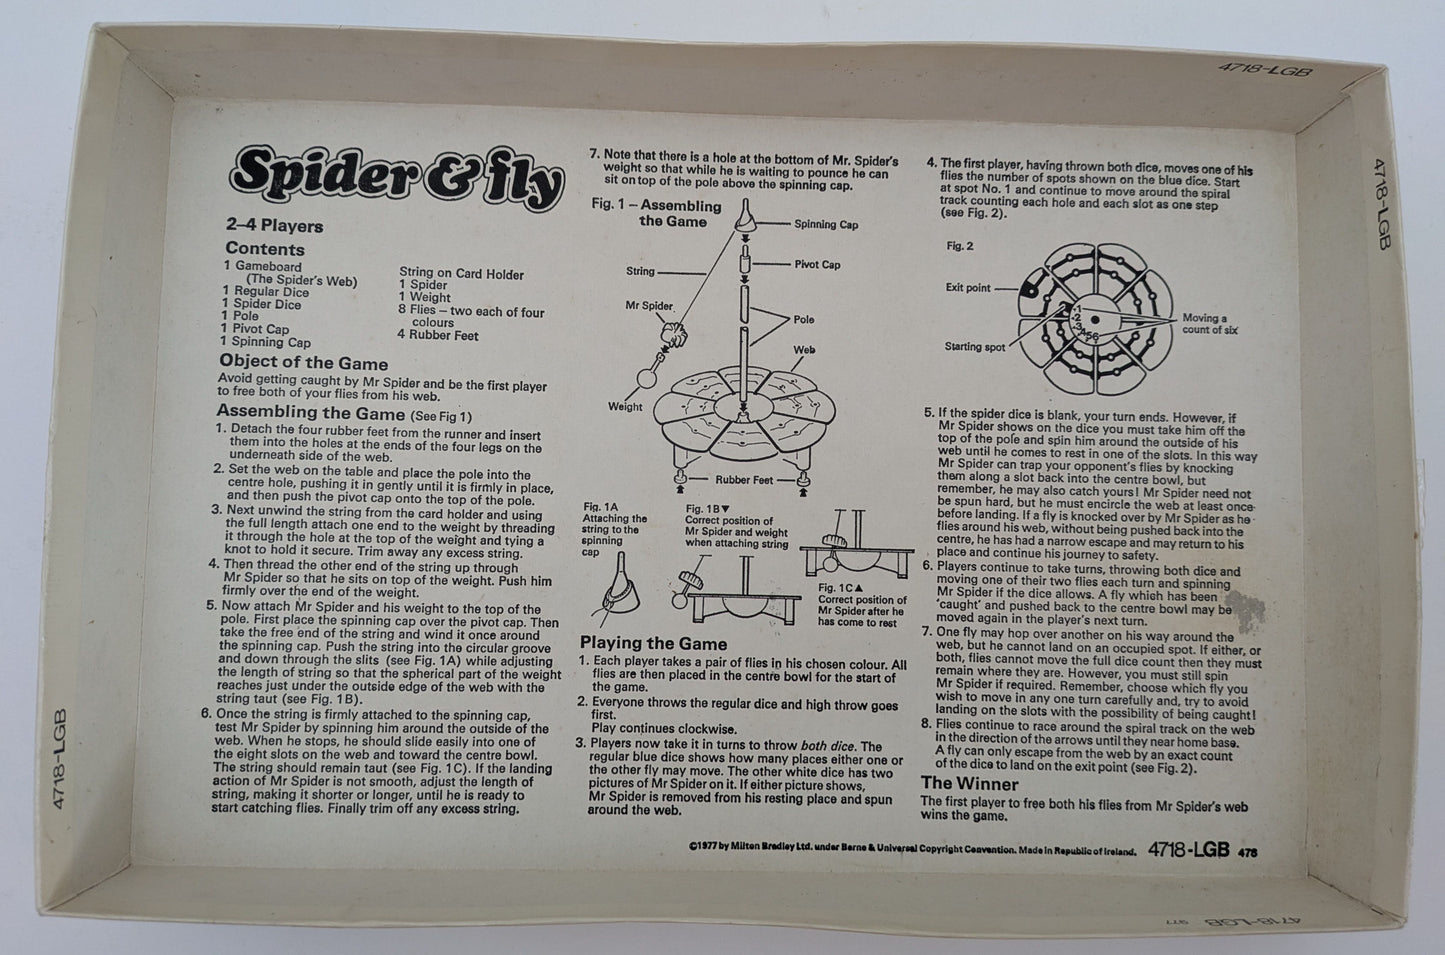 Spider & fly
2–4 Players
Contents
1 Gameboard
(The Spider's Web)
1 Regular Dice
1 Spider Dice
1 Pole
1 Pivot Cap
1 Spinning Cap
String on Card Holder
1 Spider
1 Weight
8 Flies – two each of four
colours
4 Rubber Feet
Object of the Game
Avoid getting caught by Mr Spider and be the first player
to free both of your flies from his web.
Assembling the Game (See Fig 1)
1. Detach the four rubber feet from the runner and insert
them into the holes at the ends of the four legs on the
underneath side of the web.
2. Set the web on the table and place the pole into the
centre hole, pushing it in gently until it is firmly in place,
and then push the pivot cap onto the top of the pole.
3. Next unwind the string from the card holder and using
the full length attach one end to the weight by threading
it through the hole at the top of the weight and tying a
knot to hold it secure. Trim away any excess string.
4. Then thread the other end of the string up through
Mr Spider so that he sits on top of the weight. Push him
firmly over the end of the weight.
5. Now attach Mr Spider and his weight to the top of the
pole. First place the spinning cap over the pivot cap. Then
take the free end of the string and wind it once around
the spinning cap. Push the string into the circular groove
and down through the slits (see Fig. 1A) while adjusting
the length of string so that the spherical part of the weight
reaches just under the outside edge of the web with the
string taut (see Fig. 1B).
6. Once the string is firmly attached to the spinning cap,
test Mr Spider by spinning him around the outside of the
web. When he stops, he should slide easily into one of
the eight slots on the web and toward the centre bowl.
The string should remain taut (see Fig. 1C). If the landing
action of Mr Spider is not smooth, adjust the length of
string, making it shorter or longer, until he is ready to
start catching flies. Finally trim off any excess string.
7. Note that there is a hole at the bottom of Mr. Spider's
weight so that while he is waiting to pounce he can
sit on top of the pole above the spinning cap.
Fig. 1 – Assembling
the Game
Spinning Cap
Pivot Cap
String
Mr Spider
Pole
Web
Weight
Rubber Feet
Fig. 1A
Attaching the
string to the
spinning
cap
Fig. 1B▼
Correct position of
Mr Spider and weight
when attaching string
Fig. 1C▲
Correct position of
Mr Spider after he
has come to rest
Playing the Game
1. Each player takes a pair of flies in his chosen colour. All
flies are then placed in the centre bowl for the start of
the game.
2. Everyone throws the regular dice and high throw goes
first.
Play continues clockwise.
3. Players now take it in turns to throw both dice. The
regular blue dice shows how many places either one or
the other fly may move. The other white dice has two
pictures of Mr Spider on it. If either picture shows,
Mr Spider is removed from his resting place and spun
around the web.
4. The first player, having thrown both dice, moves one of his
flies the number of spots shown on the blue dice. Start
at spot No. 1 and continue to move around the spiral
track counting each hole and each slot as one step
(see Fig. 2).
Fig. 2
Exit point
Starting spot
1
2
3
4
5
6
Moving a
count of six
5. If the spider dice is blank, your turn ends. However, if
Mr Spider shows on the dice you must take him off the
top of the pole and spin him around the outside of his
web until he comes to rest in one of the slots. In this way
Mr Spider can trap your opponent's flies by knocking
them along a slot back into the centre bowl, but
remember, he may also catch yours! Mr Spider need not
be spun hard, but he must encircle the web at least once
before landing. If a fly is knocked over by Mr Spider as he
flies around his web, without being pushed back into the
centre, he has had a narrow escape and may return to his
place and continue his journey to safety.
6. Players continue to take turns, throwing both dice and
moving one of their two flies each turn and spinning
Mr Spider if the dice allows. A fly which has been
'caught' and pushed back to the centre bowl may be
moved again in the player's next turn.
7. One fly may hop over another on his way around the
web, but he cannot land on an occupied spot. If either, or
both, flies cannot move the full dice count then they must
remain where they are. However, you must still spin
Mr Spider if required. Remember, choose which fly you
wish to move in any one turn carefully and, try to avoid
landing on the slots with the possibility of being caught!
8. Flies continue to race around the spiral track on the web
in the direction of the arrows until they near home base.
A fly can only escape from the web by an exact count
of the dice to land on the exit point (see Fig. 2).
The Winner
The first player to free both his flies from Mr Spider's web
wins the game.
©1977 by Milton Bradley Ltd. under Berne & Universal Copyright Convention. Made in Republic of Ireland. 4718-LGB 478
4718-LGB
4718-LGB
4718-LGB
4718-LGB 977